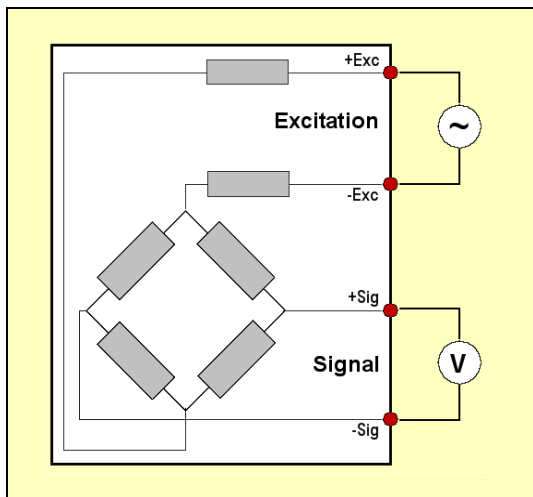 +Exc
Excitation
~
-Exc
+Sig
Signal
V
-Sig